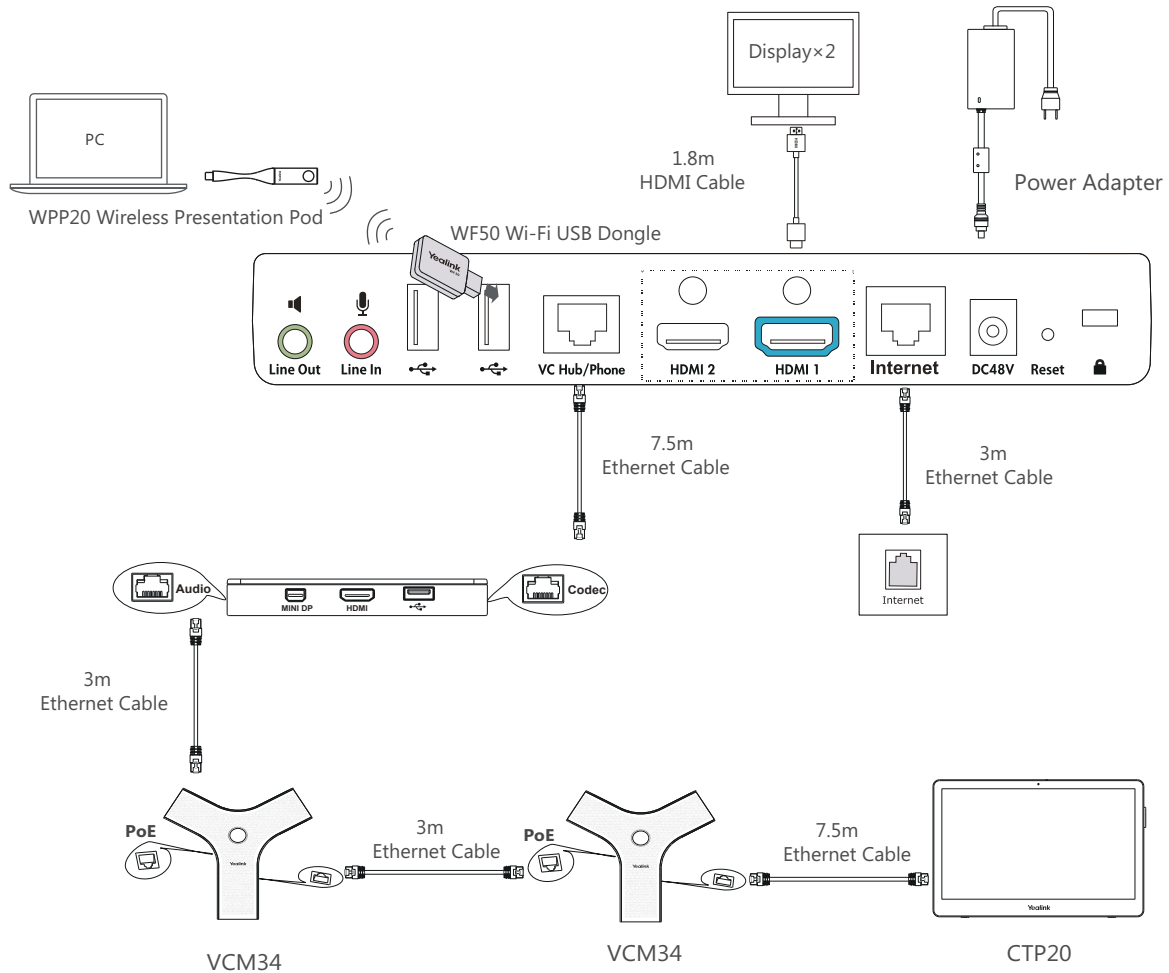 Display×2
PC
1.8m
HDMI Cable
Power Adapter
WPP20 Wireless Presentation Pod
WF50 Wi-Fi USB Dongle
Yealink
Line Out
Line In
VC Hub/Phone
HDMI 2
HDMI 1
Internet
DC48V
Reset
7.5m
Ethernet Cable
3m
Ethernet Cable
Audio
MINI DP
HDMI
Codec
Internet
3m
Ethernet Cable
PoE
Yealink
3m
Ethernet Cable
PoE
Yealink
7.5m
Ethernet Cable
Yealink
VCM34
VCM34
CTP20